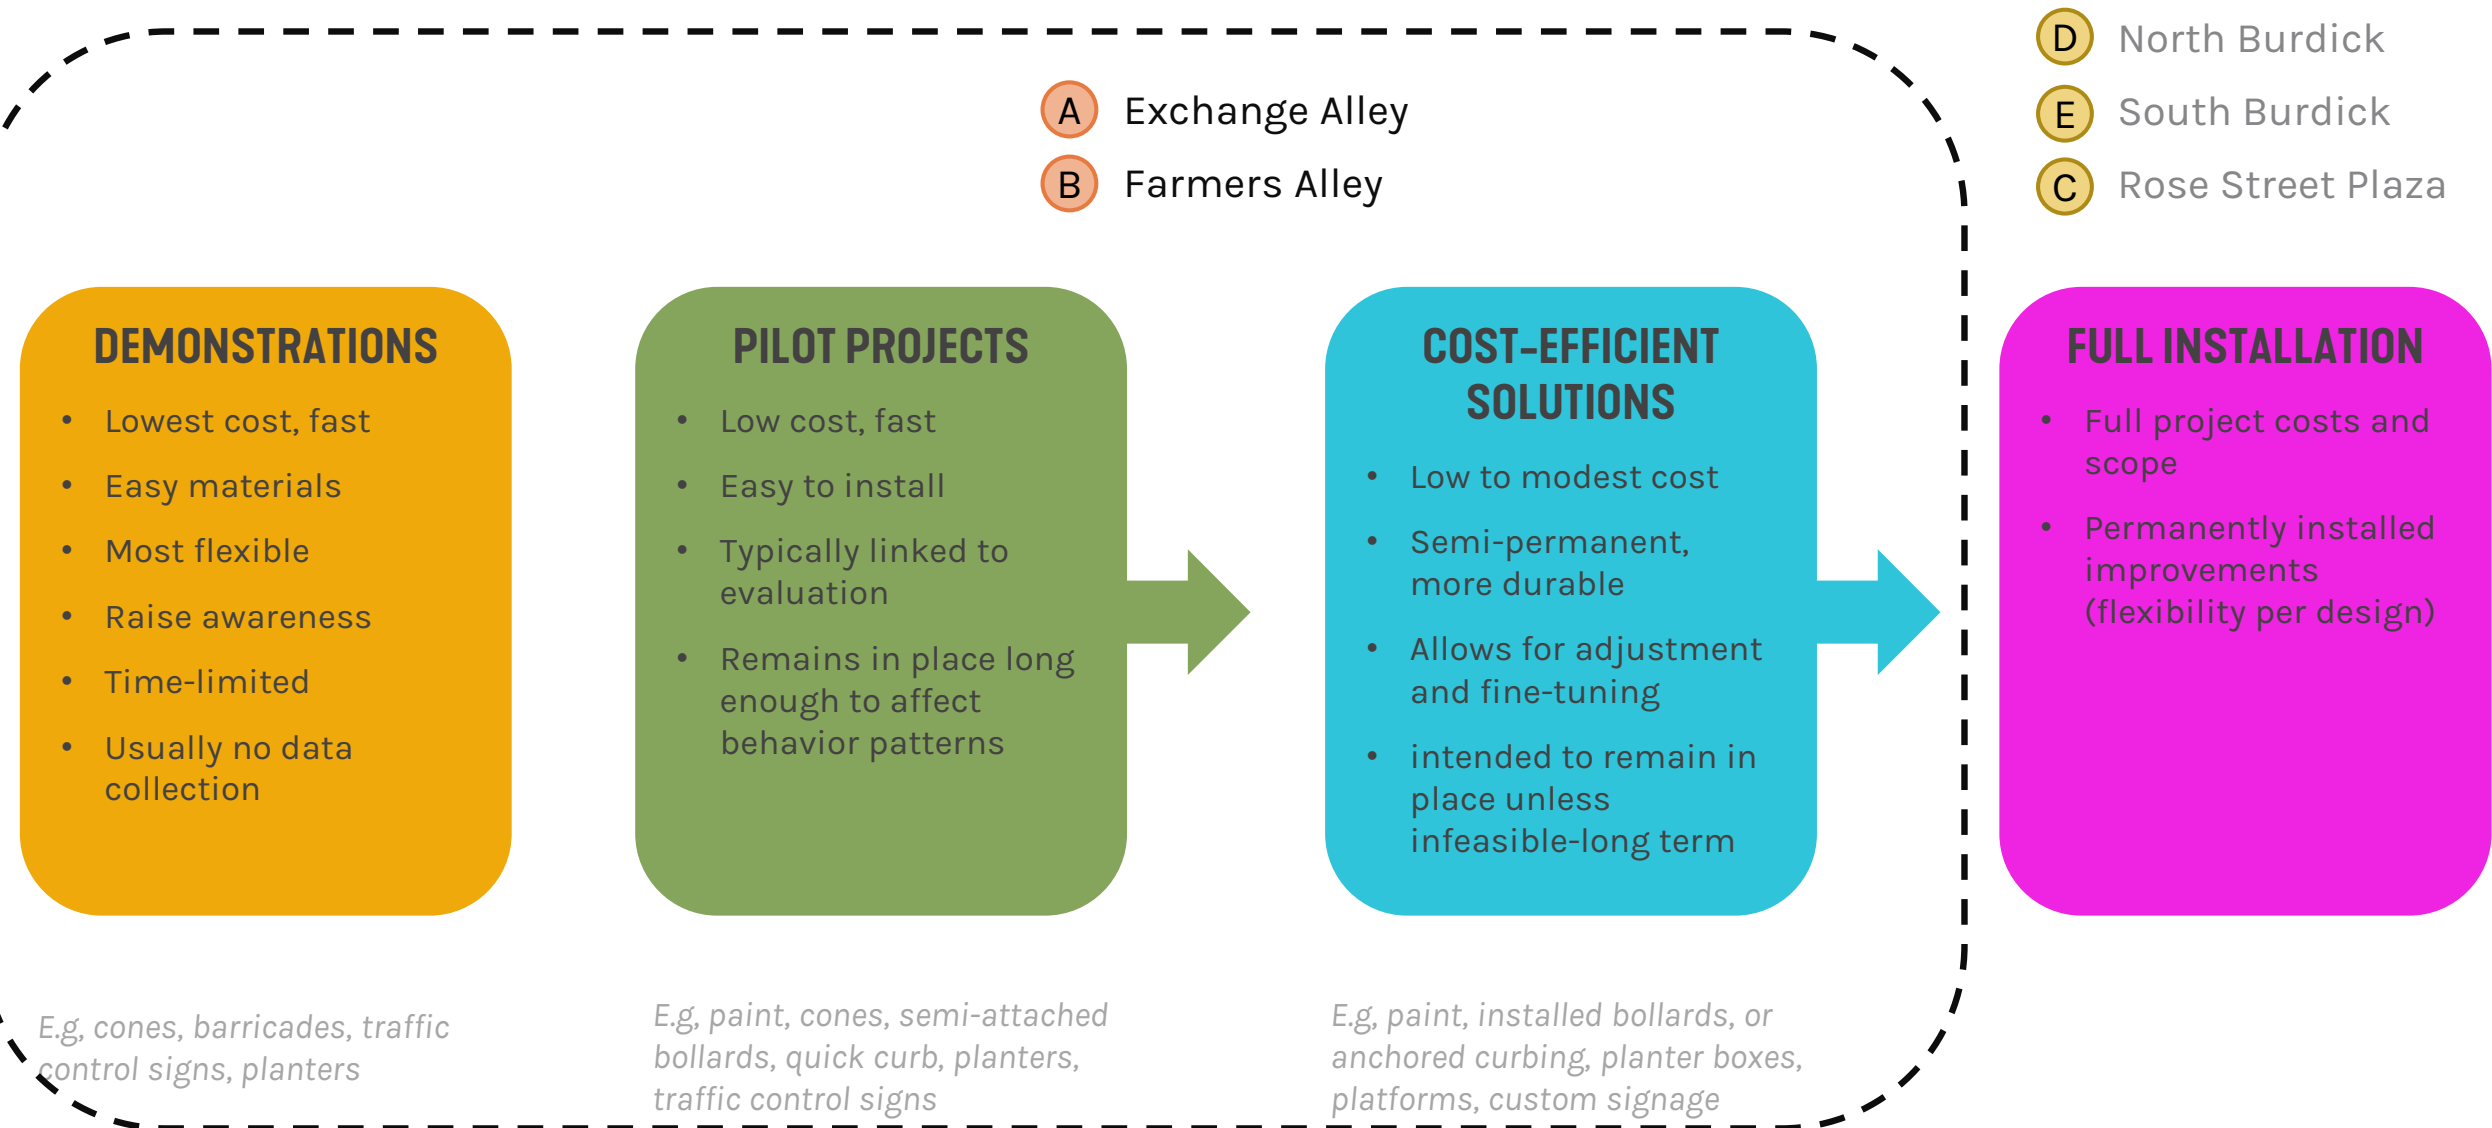 A Exchange Alley
B Farmers Alley
D North Burdick
E South Burdick
C Rose Street Plaza
DEMONSTRATIONS
• Lowest cost, fast
• Easy materials
• Most flexible
• Raise awareness
• Time-limited
• Usually no data
collection
E.g, cones, barricades, traffic
control signs, planters
PILOT PROJECTS
• Low cost, fast
• Easy to install
• Typically linked to
evaluation
• Remains in place long
enough to affect
behavior patterns
E.g, paint, cones, semi-attached
bollards, quick curb, planters,
traffic control signs
COST-EFFICIENT
SOLUTIONS
• Low to modest cost
• Semi-permanent,
more durable
• Allows for adjustment
and fine-tuning
• intended to remain in
place unless
infeasible-long term
E.g, paint, installed bollards, or
anchored curbing, planter boxes,
platforms, custom signage
FULL INSTALLATION
• Full project costs and
scope
• Permanently installed
improvements
(flexibility per design)